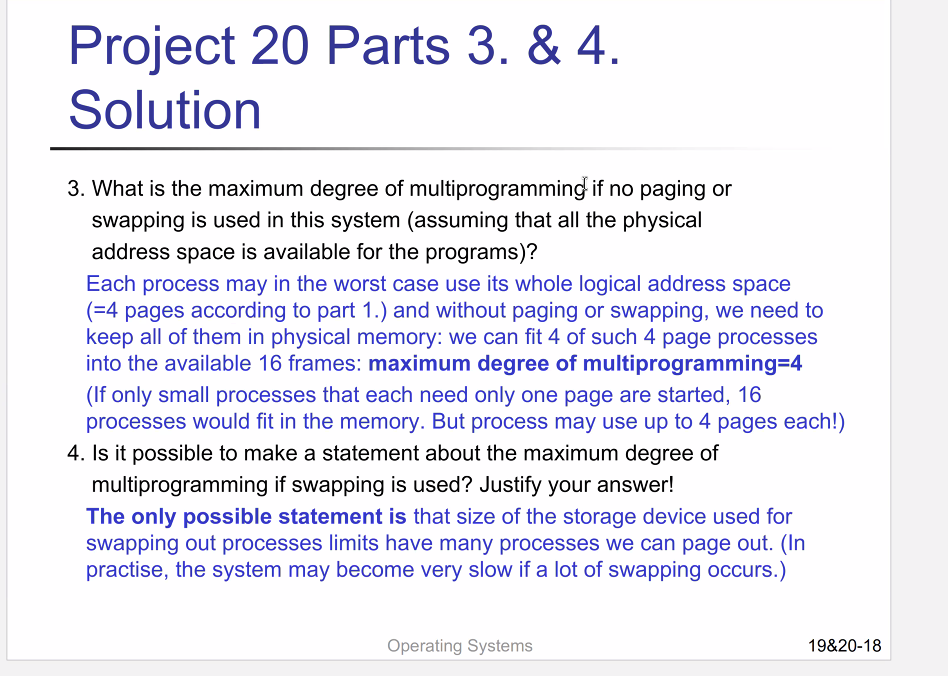 Project 20 Parts 3. & 4.
Solution
3. What is the maximum degree of multiprogramming if no paging or
swapping is used in this system (assuming that all the physical
address space is available for the programs)?
Each process may in the worst case use its whole logical address space
(=4 pages according to part 1.) and without paging or swapping, we need to
keep all of them in physical memory: we can fit 4 of such 4 page processes
into the available 16 frames: maximum degree of multiprogramming=4
(If only small processes that each need only one page are started, 16
processes would fit in the memory. But process may use up to 4 pages each!)
4. Is it possible to make a statement about the maximum degree of
multiprogramming if swapping is used? Justify your answer!
The only possible statement is that size of the storage device used for
swapping out processes limits have many processes we can page out. (In
practise, the system may become very slow if a lot of swapping occurs.)
Operating Systems
19&20-18